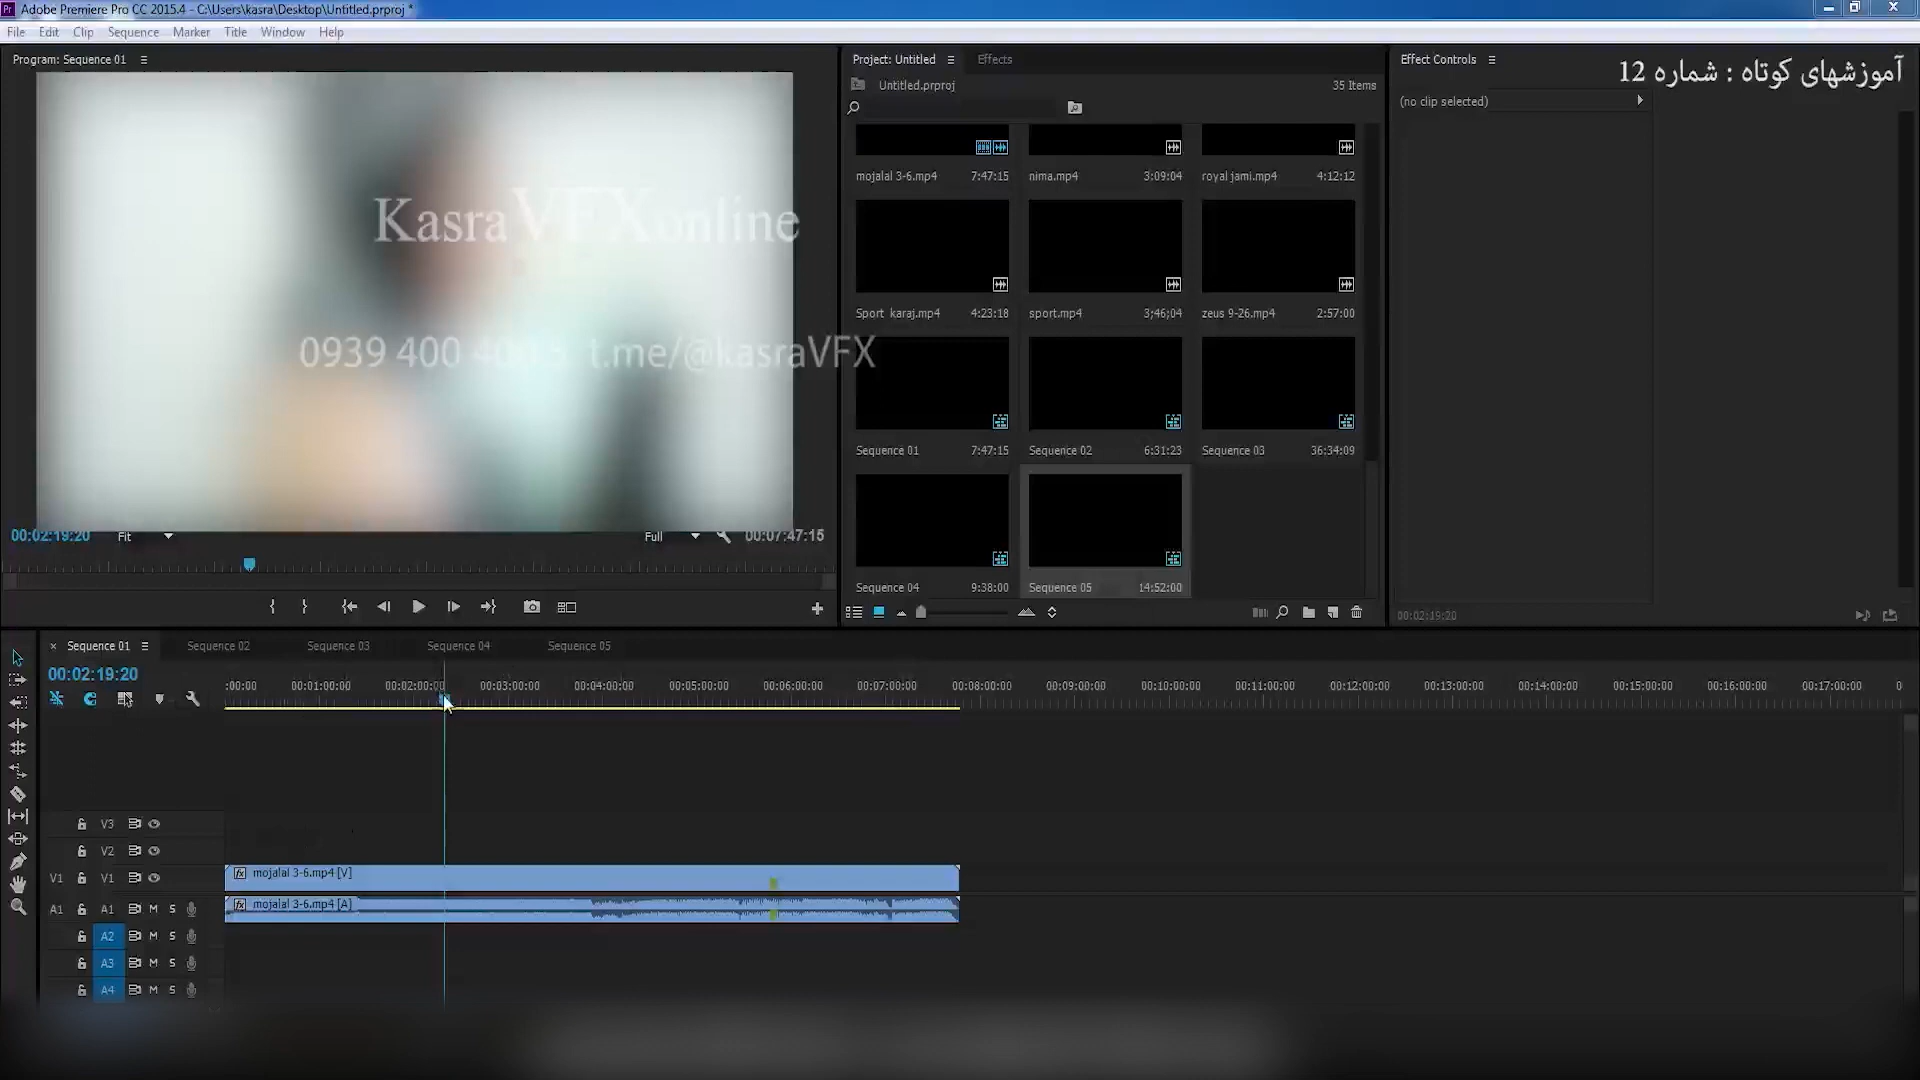 Adobe Premiere Pro CC 2015.4 - C:\Users\kasra\Desktop\Untitled.prproj *
File Edit Clip Sequence Marker Title Window Help
Program: Sequence 01
Project: Untitled Effects
Effect Controls
آموزشهای کوتاه : شماره 12
Untitled.prproj 35 Items
(no clip selected)
mojalal 3-6.mp4 7:47:15 nima.mp4 3:09:04 royal jami.mp4 4:12:12
KasraVFXonline
Sport karaj.mp4 4:23:18 sport.mp4 3;46;04 zeus 9-26.mp4 2:57:00
0939 400 t.me/@kasraVFX
Sequence 01 7:47:15 Sequence 02 6:31:23 Sequence 03 36:34:09
00:02:19:20 Fit Full 00:07:47:15
Sequence 04 9:38:00 Sequence 05 14:52:00
00:02:19:20
Sequence 01 Sequence 02 Sequence 03 Sequence 04 Sequence 05
00:02:19:20
:00:00 00:01:00:00 00:02:00:00 00:03:00:00 00:04:00:00 00:05:00:00 00:06:00:00 00:07:00:00 00:08:00:00 00:09:00:00 00:10:00:00 00:11:00:00 00:12:00:00 00:13:00:00 00:14:00:00 00:15:00:00 00:16:00:00 00:17:00:00 0
V3
V2
V1 V1 fx mojalal 3-6.mp4 [V]
A1 A1 M S fx mojalal 3-6.mp4 [A]
A2 M S
A3 M S
A4 M S